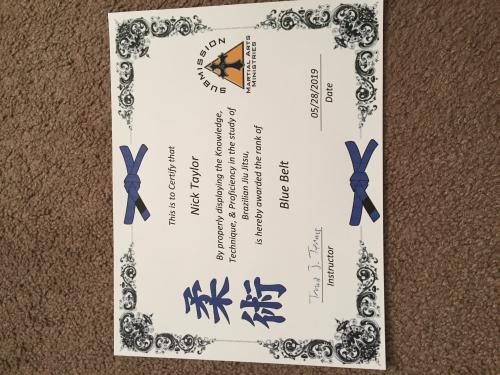 柔術
SUBMISSION
MARTIAL ARTS
MINISTRIES
This is to Certify that
Nick Taylor
By properly displaying the Knowledge,
Technique, & Proficiency in the study of
Brazilian Jiu Jitsu,
is hereby awarded the rank of
Blue Belt
05/28/2019
Instructor
Date